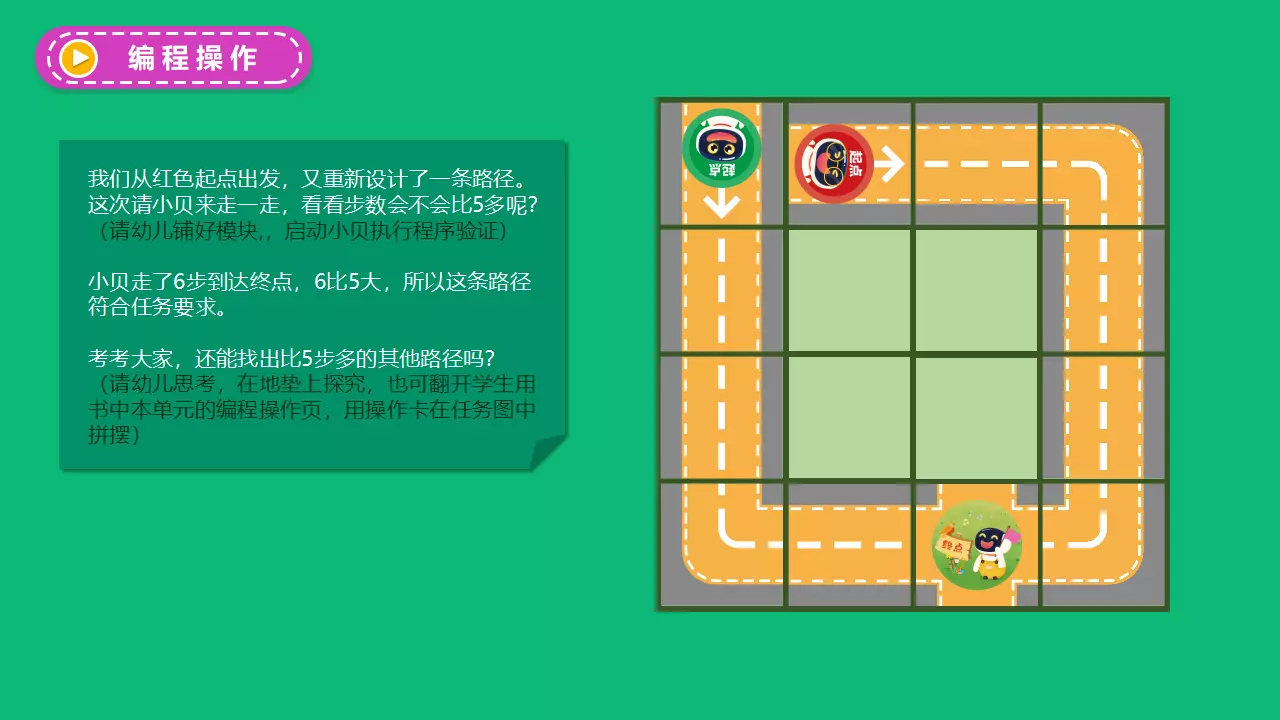 编程操作
我们从红色起点出发，又重新设计了一条路径。
这次请小贝来走一走，看看步数会不会比5多呢?
（请幼儿铺好模块,，启动小贝执行程序验证）
小贝走了6步到达终点，6比5大，所以这条路径
符合任务要求。
考考大家，还能找出比5步多的其他路径吗?
（请幼儿思考，在地垫上探究，也可翻开学生用
书中本单元的编程操作页，用操作卡在任务图中
拼摆）
起点
起点
终点